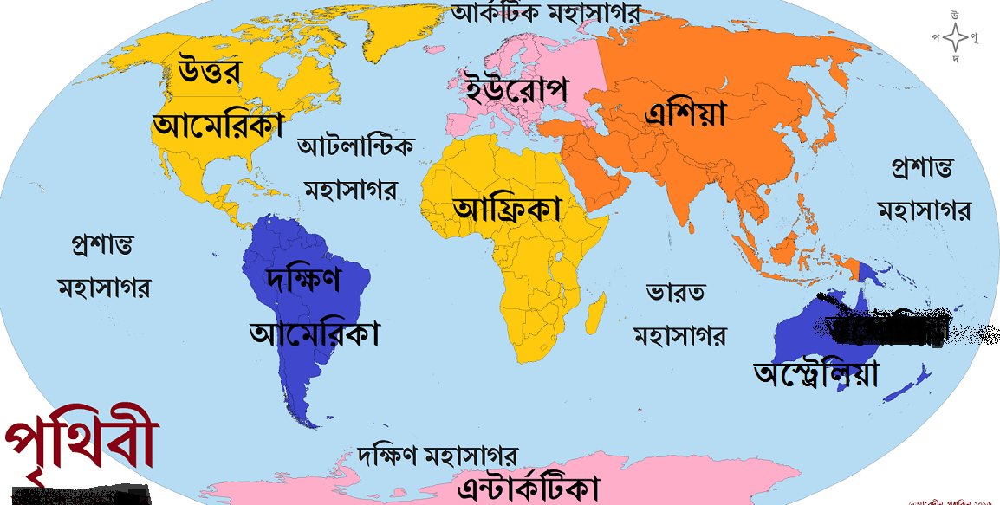 আর্কটিক মহাসাগর
উ
প
পূ
দ
উত্তর
আমেরিকা
ইউরোপ
এশিয়া
আটলান্টিক
মহাসাগর
প্রশান্ত
মহাসাগর
আফ্রিকা
প্রশান্ত
মহাসাগর
দক্ষিণ
আমেরিকা
ভারত
মহাসাগর
অস্ট্রেলিয়া
পৃথিবী
দক্ষিণ মহাসাগর
এন্টার্কটিকা